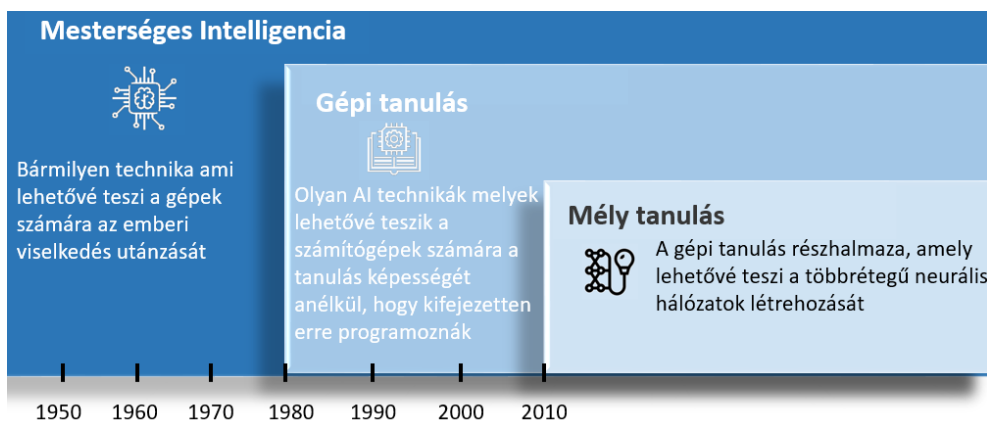 Mesterséges Intelligencia
Bármilyen technika ami
lehetővé teszi a gépek
számára az emberi
viselkedés utánzását
Gépi tanulás
Olyan AI technikák melyek
lehetővé teszik a
számítógépek számára a
tanulás képességét
anélkül, hogy kifejezetten
erre programoznák
Mély tanulás
A gépi tanulás részhalmaza, amely
lehetővé teszi a többrétegű neurális
hálózatok létrehozását
1950 1960 1970 1980 1990 2000 2010